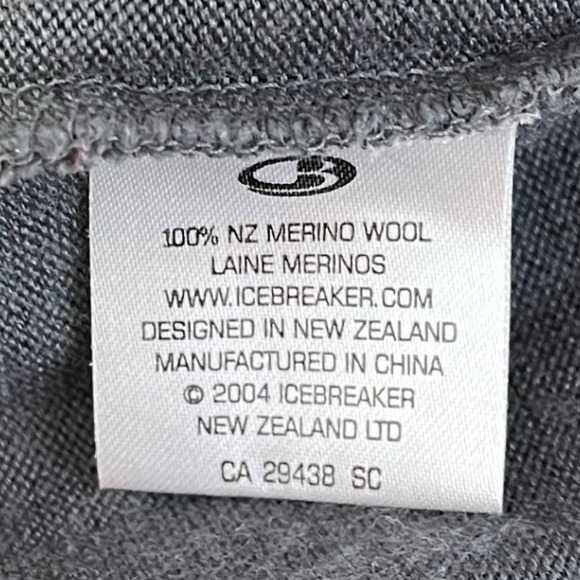 100% NZ MERINO WOOL
LAINE MERINOS
WWW.ICEBREAKER.COM
DESIGNED IN NEW ZEALAND
MANUFACTURED IN CHINA
© 2004 ICEBREAKER
NEW ZEALAND LTD
CA 29438 SC